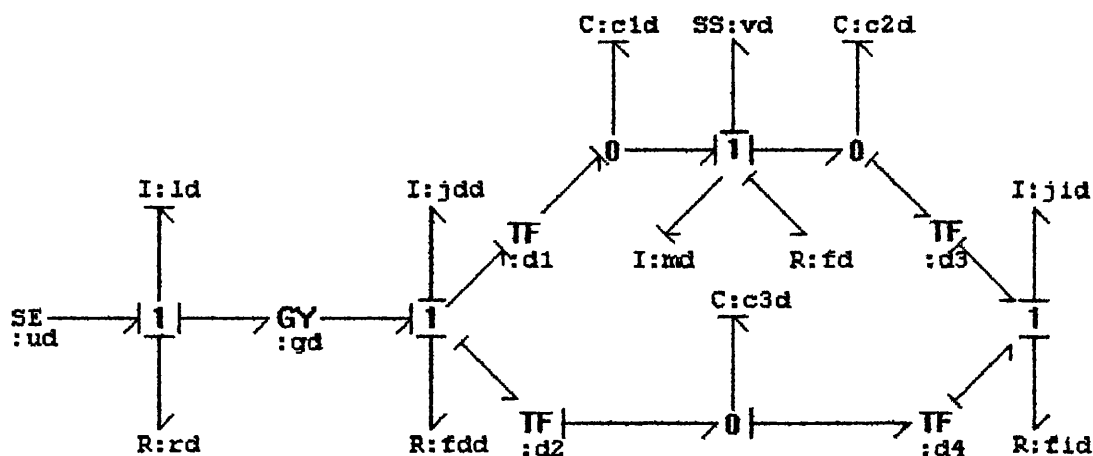 C:c1d SS:vd C:c2d
0 1 0
I:ld I:jdd I:jid
TF :d1 I:md R:fd TF :d3
C:c3d
SE :ud 1 GY :gd 1 1
R:rd R:fdd TF :d2 0 TF :d4 R:fid